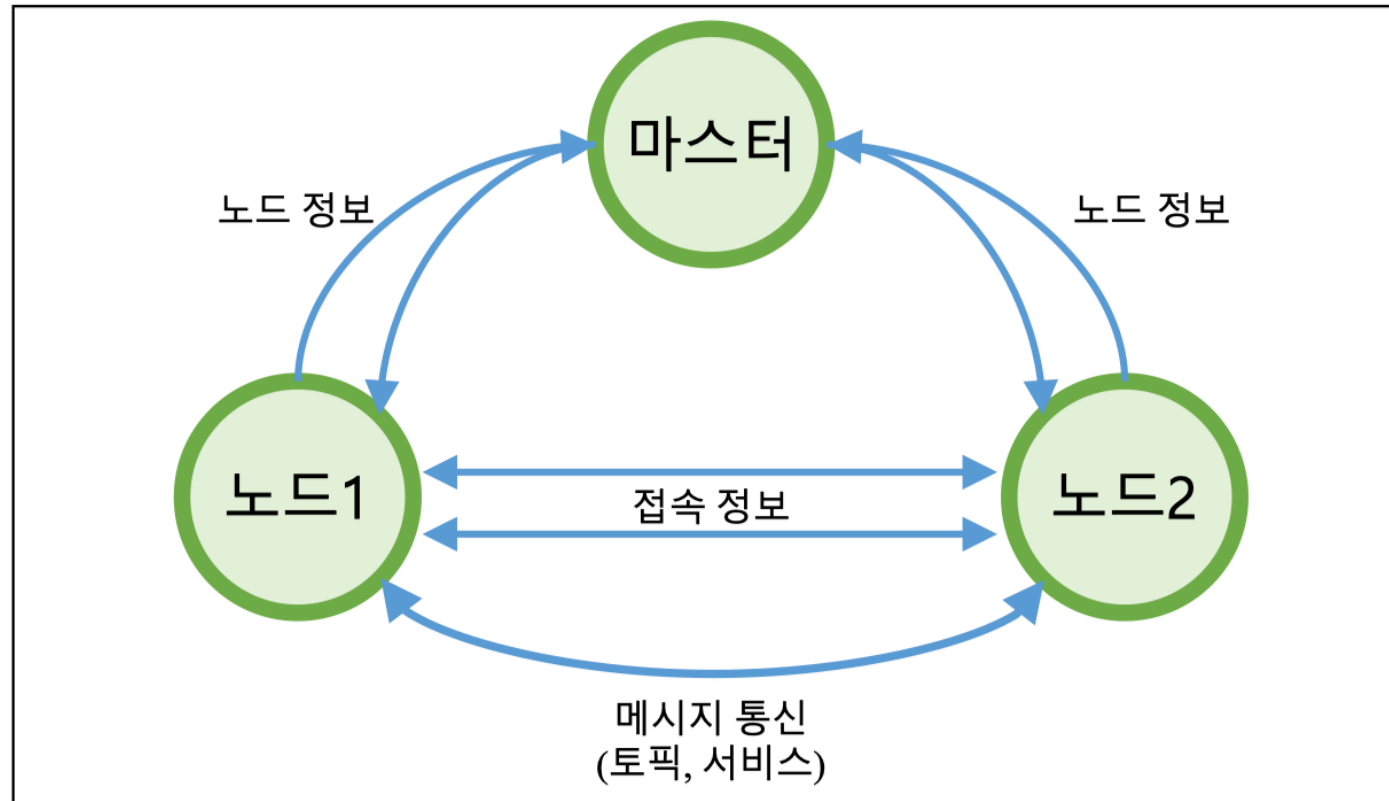 마스터
노드 정보
노드 정보
노드1
접속 정보
노드2
메시지 통신
(토픽, 서비스)